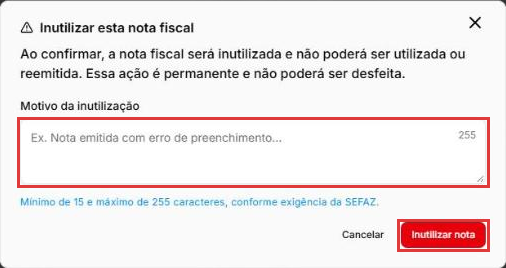 Inutilizar esta nota fiscal
Ao confirmar, a nota fiscal será inutilizada e não poderá ser utilizada ou
reemitida. Essa ação é permanente e não poderá ser desfeita.
Motivo da inutilização
Ex. Nota emitida com erro de preenchimento...
255
Mínimo de 15 e máximo de 255 caracteres, conforme exigência da SEFAZ.
Cancelar
Inutilizar nota